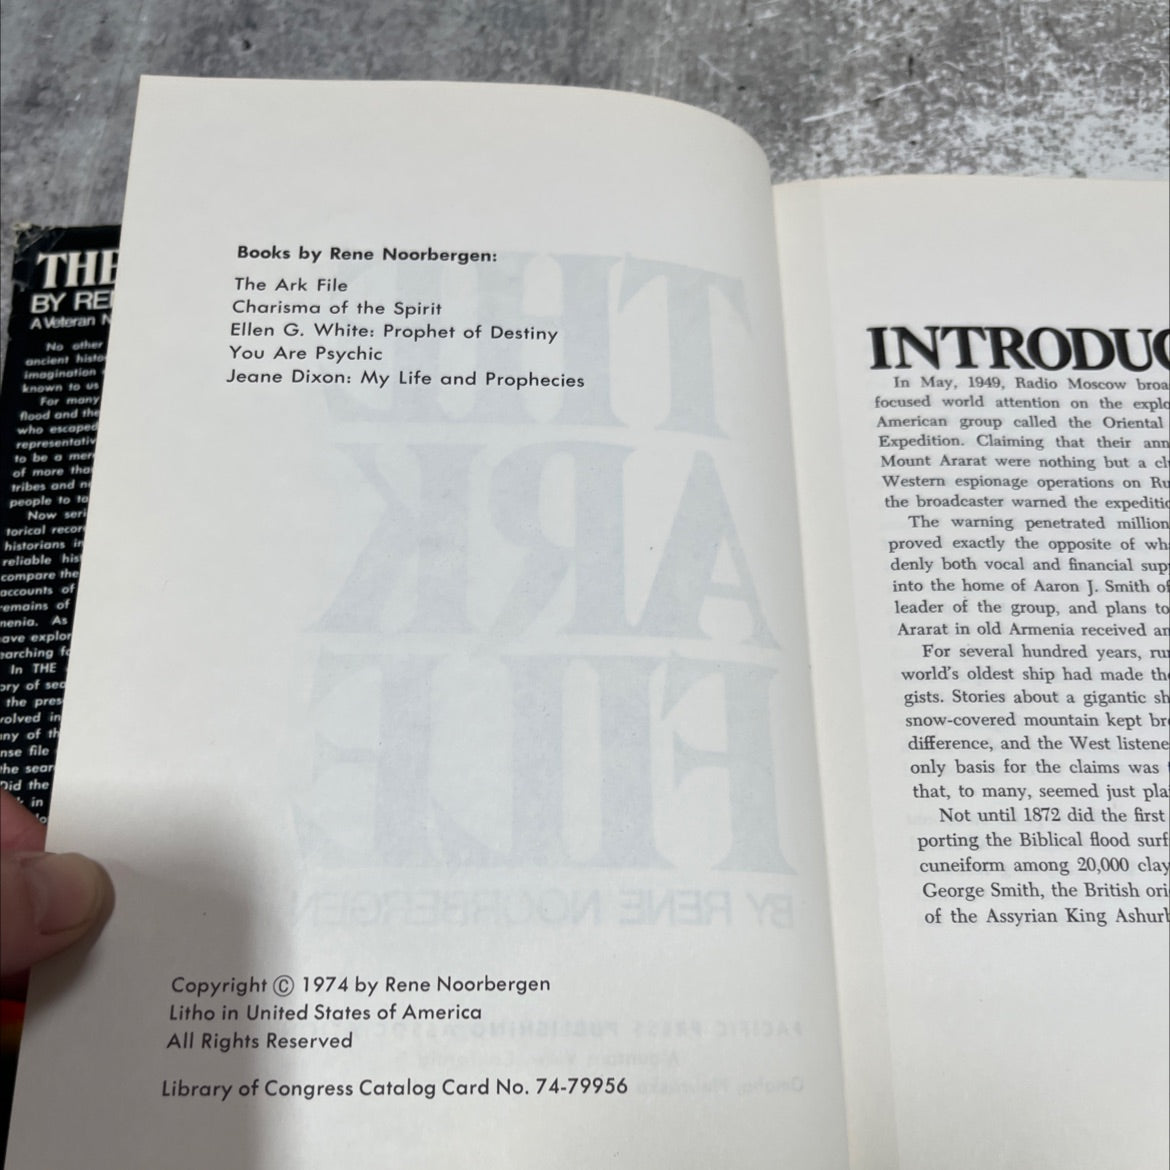 THE
BY RE
A Veteran N
No other
ancient histo
imagination
known to us
For many
flood and the
who escaped
representativ
to be a mer
of more tha
tribes and n
people to ta
Now seri
torical recor
historians in
reliable his
compare the
accounts of
emains of
menia. As
ave explor
earching fo
In THE
ory of sea
the pres
volved in
any of th
nse file
the sear
Did the
in
Books by Rene Noorbergen:
The Ark File
Charisma of the Spirit
Ellen G. White: Prophet of Destiny
You Are Psychic
Jeane Dixon: My Life and Prophecies
THE
ARK
FILE
BY RENE NOORBERGEN
PACIFIC PRESS PUBLISHING ASSOCIATION
Copyright © 1974 by Rene Noorbergen
Litho in United States of America
All Rights Reserved
Library of Congress Catalog Card No. 74-79956
INTRODUC
In May, 1949, Radio Moscow broa
focused world attention on the explo
American group called the Oriental
Expedition. Claiming that their ann
Mount Ararat were nothing but a cl
Western espionage operations on Ru
the broadcaster warned the expeditio
The warning penetrated million
proved exactly the opposite of wh
denly both vocal and financial sup
into the home of Aaron J. Smith of
leader of the group, and plans to
Ararat in old Armenia received an
For several hundred years, ru
world's oldest ship had made th
gists. Stories about a gigantic sh
snow-covered mountain kept br
difference, and the West listene
only basis for the claims was
that, to many, seemed just pla
Not until 1872 did the first
porting the Biblical flood surf
cuneiform among 20,000 clay
George Smith, the British ori
of the Assyrian King Ashurb